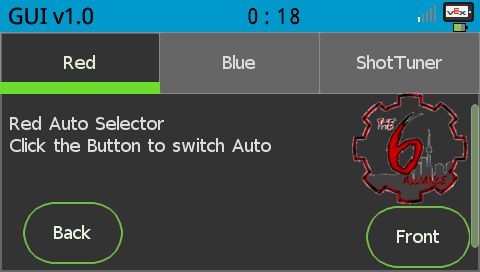 GUI v1.0
0 : 18
VEX
Red
Blue
ShotTuner
Red Auto Selector
Click the Button to switch Auto
THE
6
ALLIANCE
Back
Front